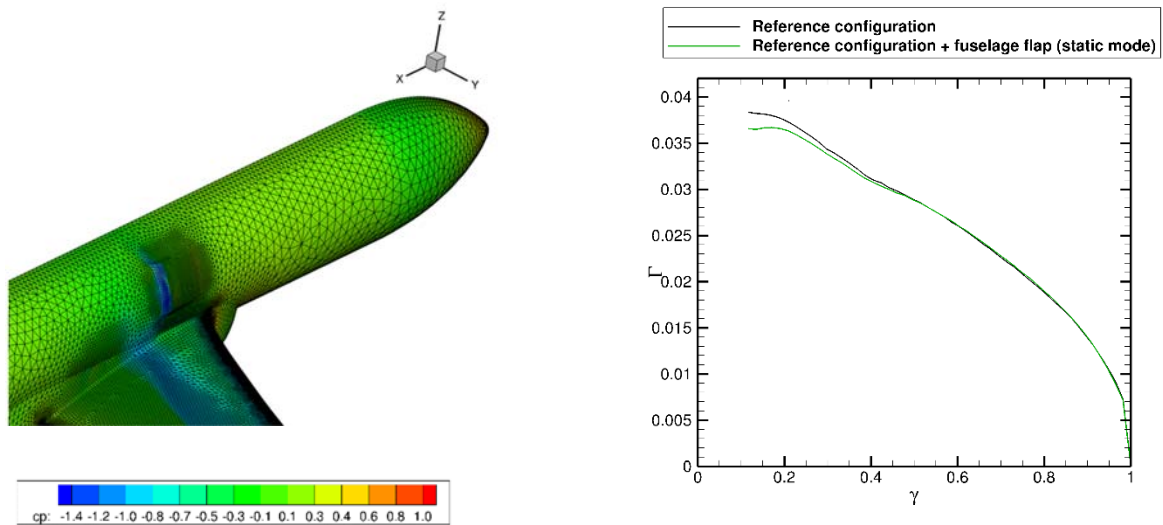 Z
X
Y
cp: -1.4 -1.2 -1.0 -0.8 -0.7 -0.5 -0.3 -0.1 0.1 0.3 0.4 0.6 0.8 1.0
Reference configuration
Reference configuration + fuselage flap (static mode)
0.04
0.035
0.03
0.025
Γ
0.02
0.015
0.01
0.005
0
0 0.2 0.4 0.6 0.8 1
γ